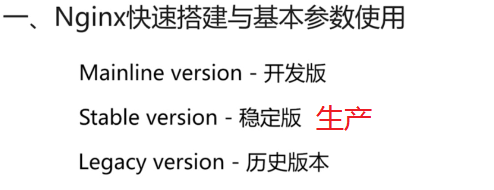 一、Nginx快速搭建与基本参数使用
Mainline version - 开发版
Stable version - 稳定版 生产
Legacy version - 历史版本